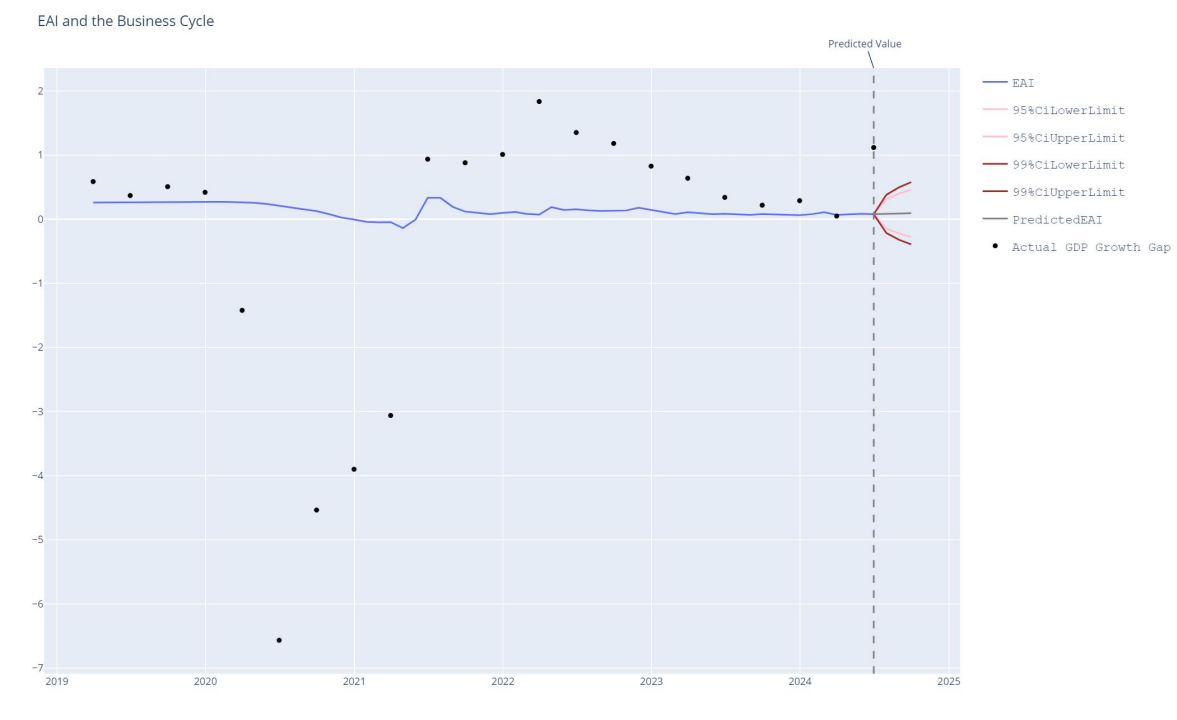 EAI and the Business Cycle
Predicted Value
2
1
0
−1
−2
−3
−4
−5
−6
−7
2019
2020
2021
2022
2023
2024
2025
EAI
95%CiLowerLimit
95%CiUpperLimit
99%CiLowerLimit
99%CiUpperLimit
PredictedEAI
Actual GDP Growth Gap